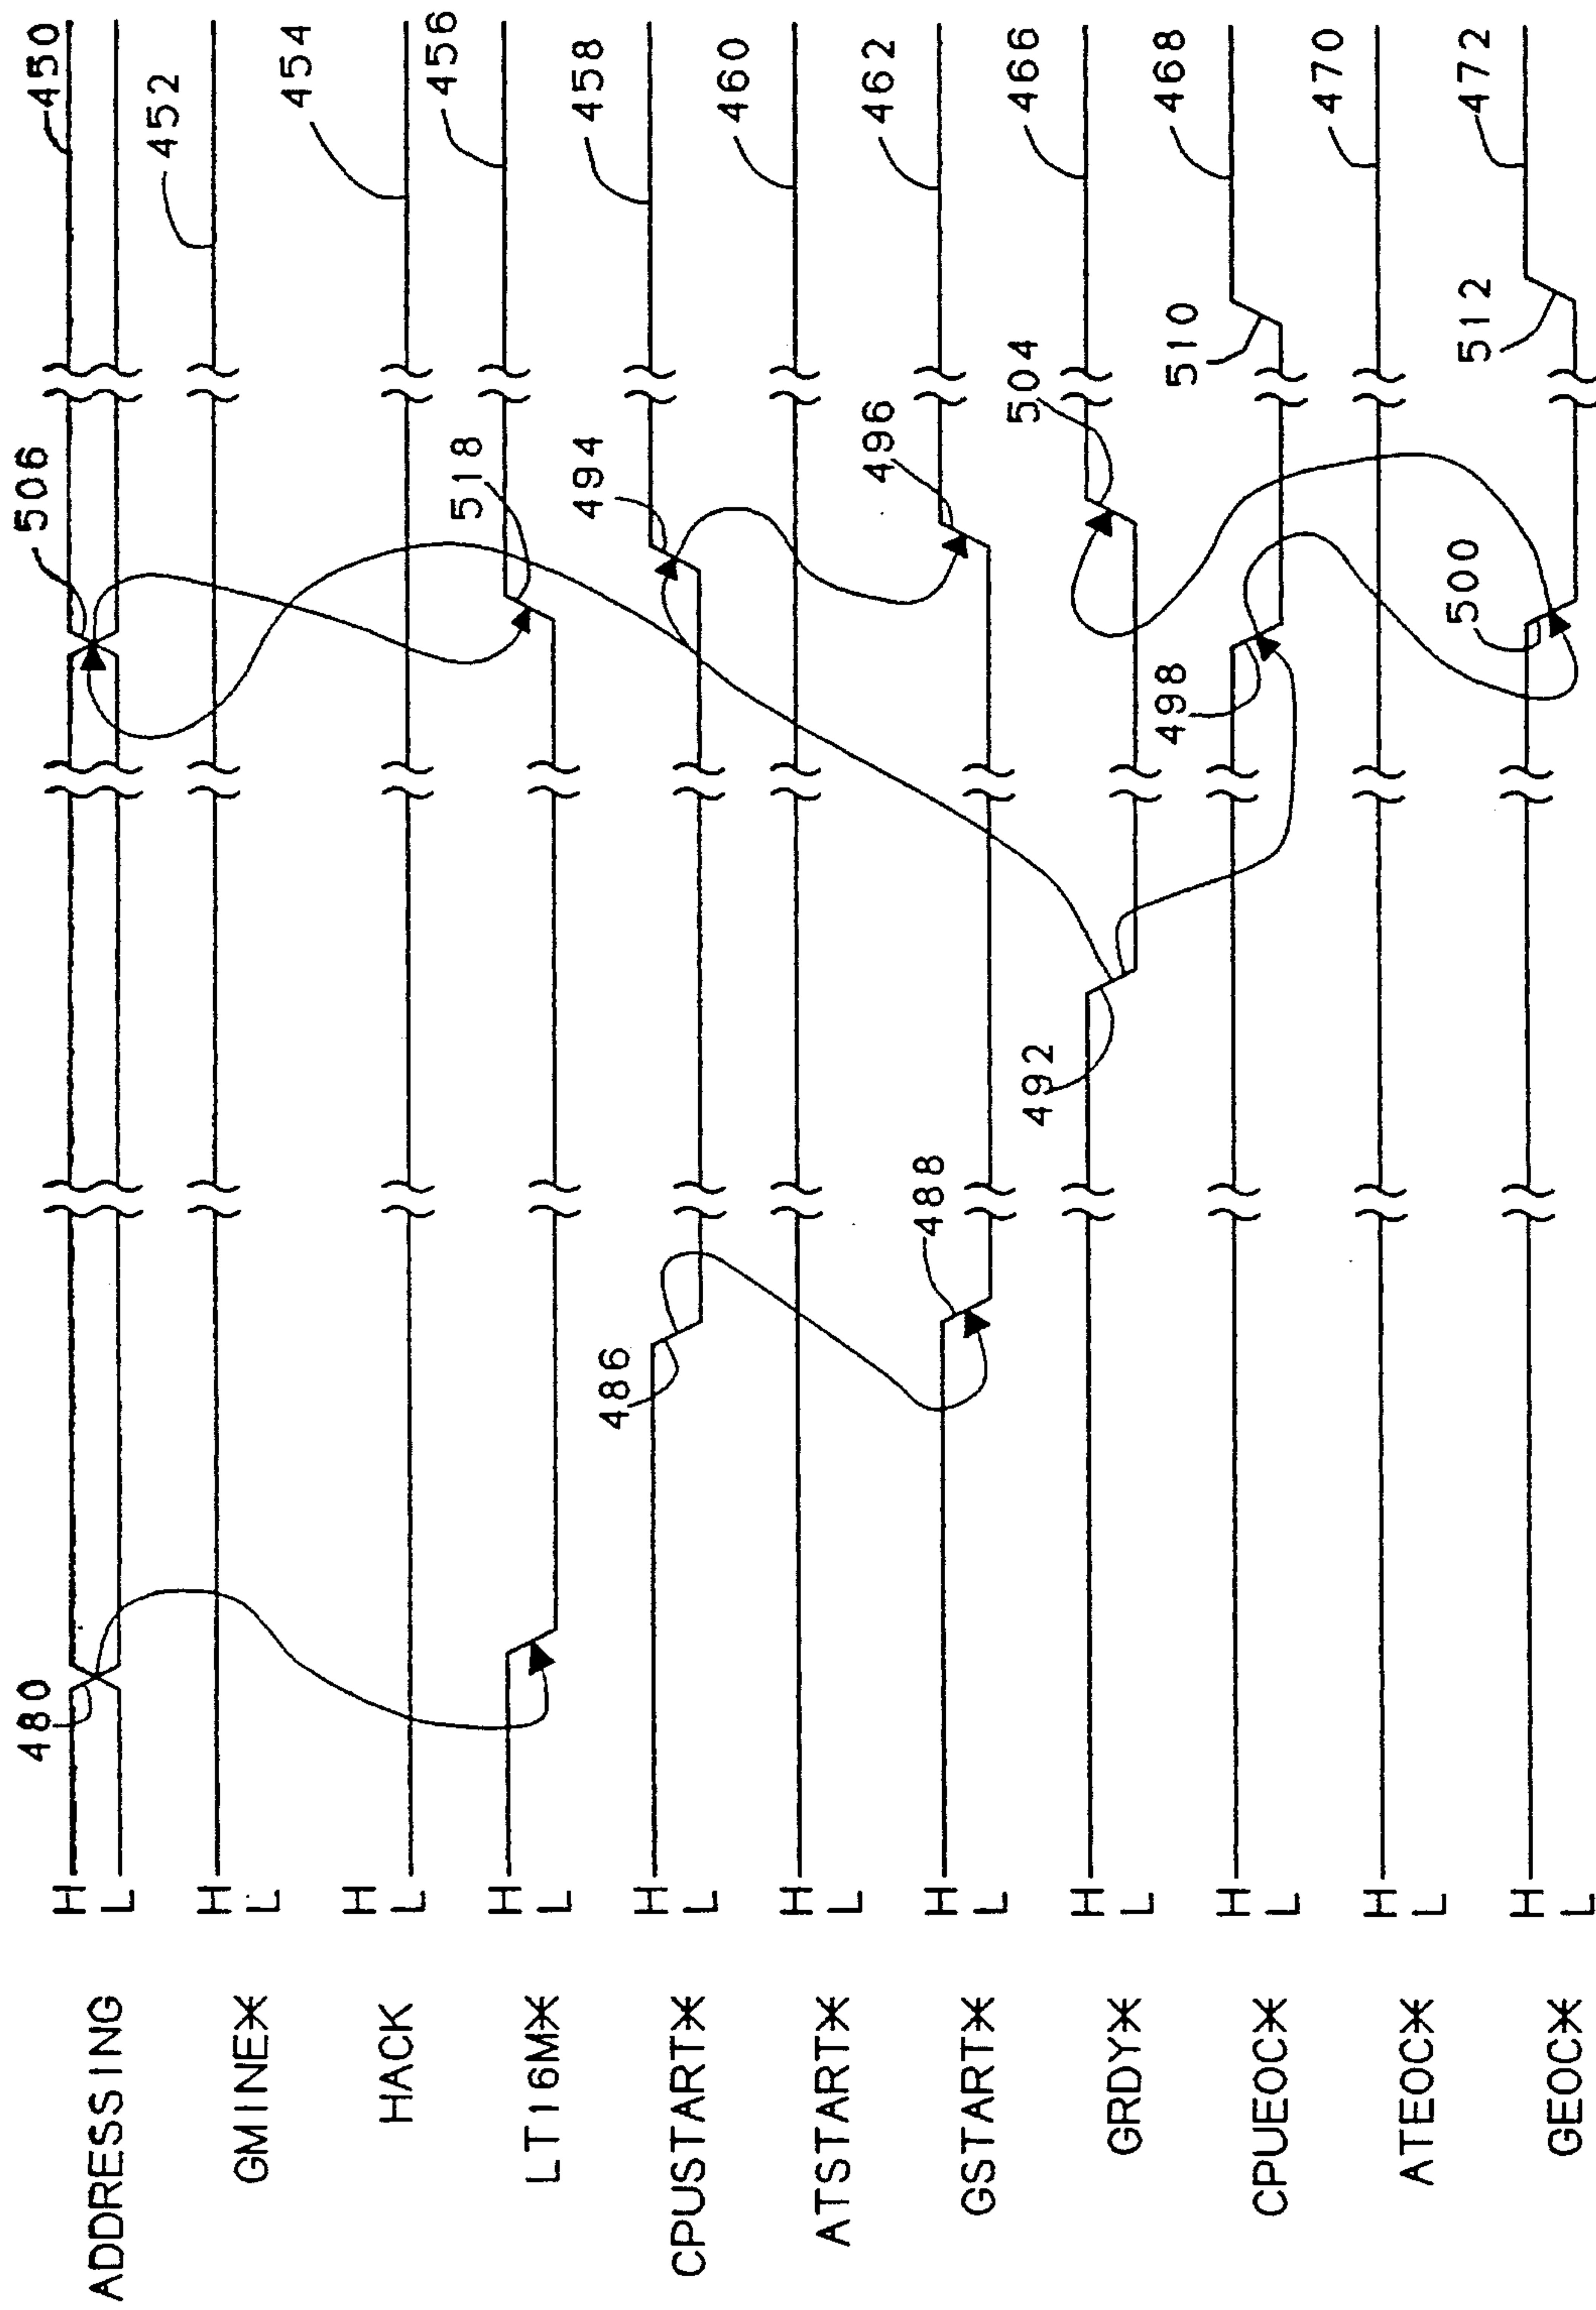 ADDRESSING H L 480 506 450
GMINE* H L 452
HACK H L 454
LT16M* H L 518 456
CPUSTART* H L 486 494 458
ATSTART* H L 460
GSTART* H L 488 496 462
GRDY* H L 492 504 466
CPUEOC* H L 498 510 468
ATEOC* H L 470
GEOC* H L 500 512 472